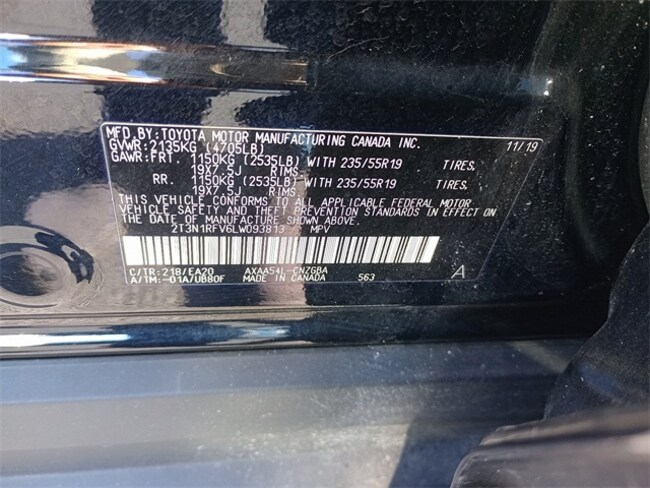 MFD.BY:TOYOTA MOTOR MANUFACTURING CANADA INC. 11/19
GVWR:2135KG (4705LB)
GAWR:FRT. 1150KG (2535LB) WITH 235/55R19 TIRES,
19X7.5J RIMS
RR. 1150KG (2535LB) WITH 235/55R19 TIRES,
19X7.5J RIMS
THIS VEHICLE CONFORMS TO ALL APPLICABLE FEDERAL MOTOR
VEHICLE SAFETY AND THEFT PREVENTION STANDARDS IN EFFECT ON
THE DATE OF MANUFACTURE SHOWN ABOVE.
2T3N1RFV6LW093813 MPV
C/TR:218/EA20 AXAA54L-CNZGBA
A/TM:-01A/UB80F MADE IN CANADA 563 A